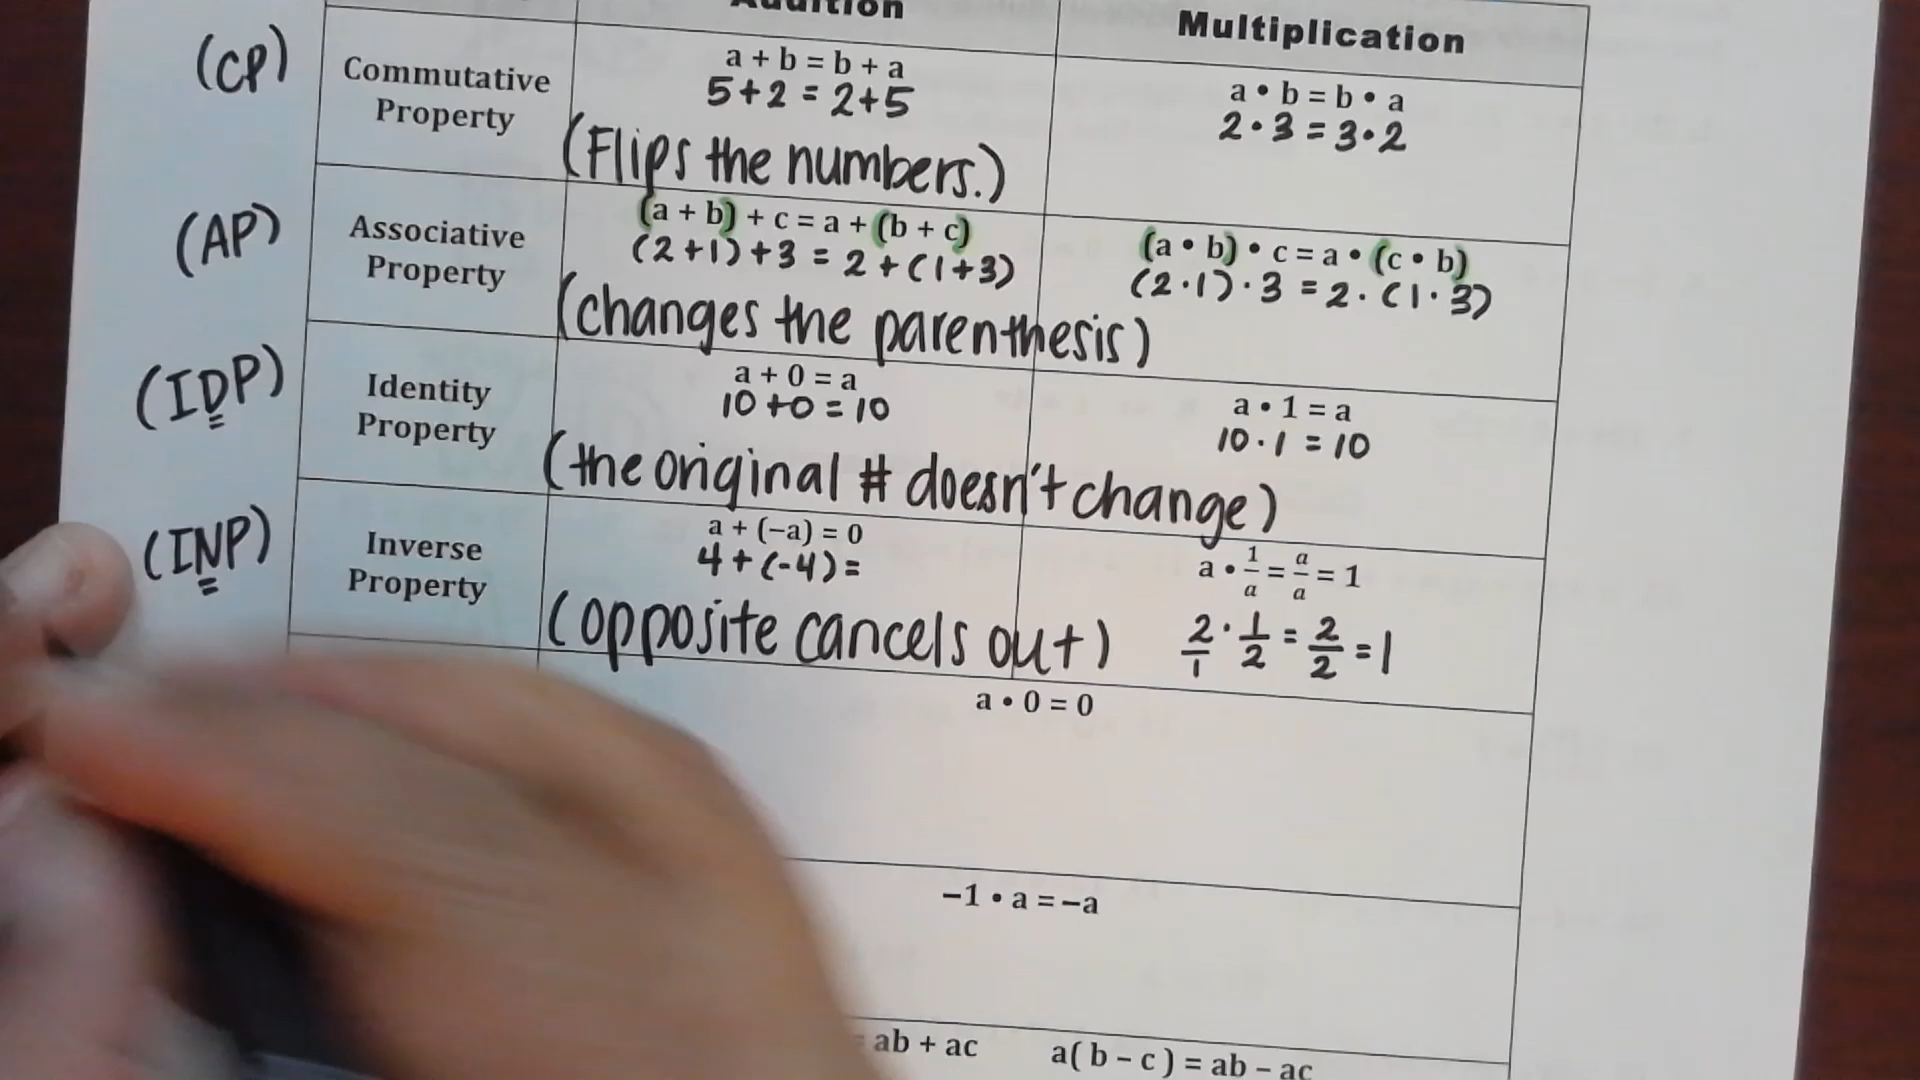 Addition
Multiplication
(CP)
Commutative
Property
a + b = b + a
5+2 = 2+5
(Flips the numbers.)
a • b = b • a
2 • 3 = 3 • 2
(AP)
Associative
Property
(a + b) + c = a + (b + c)
(2+1)+3 = 2+(1+3)
(changes the parenthesis)
(a • b) • c = a • (c • b)
(2·1)·3 = 2·(1·3)
(IDP)
Identity
Property
a + 0 = a
10+0 = 10
(the original # doesn't change)
a • 1 = a
10·1 = 10
(INP)
Inverse
Property
a + (−a) = 0
4+(-4) =
(opposite cancels out)
a • 1/a = a/a = 1
2/1 · 1/2 = 2/2 = 1
a • 0 = 0
−1 • a = −a
= ab + ac
a( b − c ) = ab − ac